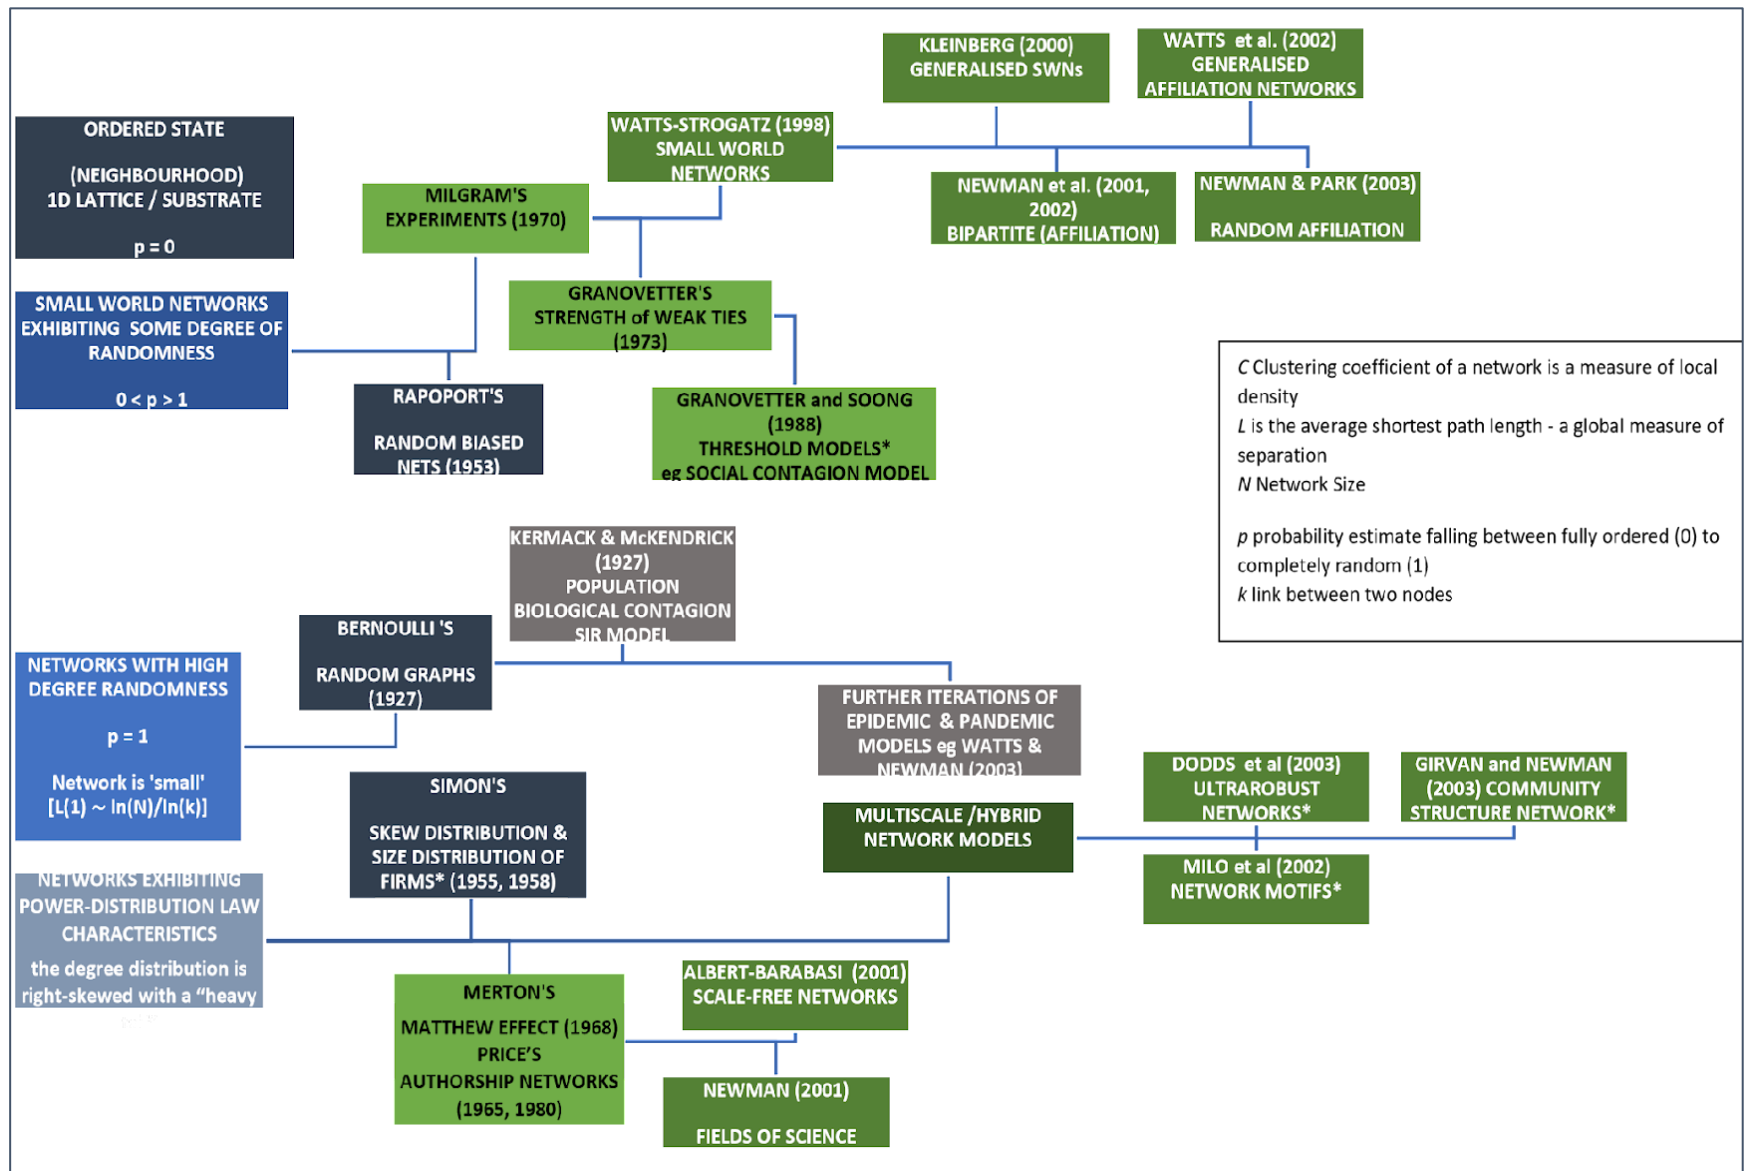 KLEINBERG (2000)
GENERALISED SWNs
WATTS et al. (2002)
GENERALISED
AFFILIATION NETWORKS
ORDERED STATE
(NEIGHBOURHOOD)
1D LATTICE / SUBSTRATE
p = 0
WATTS-STROGATZ (1998)
SMALL WORLD
NETWORKS
MILGRAM'S
EXPERIMENTS (1970)
NEWMAN et al. (2001,
2002)
BIPARTITE (AFFILIATION)
NEWMAN & PARK (2003)
RANDOM AFFILIATION
SMALL WORLD NETWORKS
EXHIBITING SOME DEGREE OF
RANDOMNESS
0 < p > 1
GRANOVETTER'S
STRENGTH of WEAK TIES
(1973)
RAPOPORT'S
RANDOM BIASED
NETS (1953)
GRANOVETTER and SOONG
(1988)
THRESHOLD MODELS*
eg SOCIAL CONTAGION MODEL
C Clustering coefficient of a network is a measure of local
density
L is the average shortest path length - a global measure of
separation
N Network Size
p probability estimate falling between fully ordered (0) to
completely random (1)
k link between two nodes
KERMACK & McKENDRICK
(1927)
POPULATION
BIOLOGICAL CONTAGION
SIR MODEL
BERNOULLI 'S
RANDOM GRAPHS
(1927)
NETWORKS WITH HIGH
DEGREE RANDOMNESS
p = 1
Network is 'small'
[L(1) ~ ln(N)/ln(k)]
FURTHER ITERATIONS OF
EPIDEMIC & PANDEMIC
MODELS eg WATTS &
NEWMAN (2003)
SIMON'S
SKEW DISTRIBUTION &
SIZE DISTRIBUTION OF
FIRMS* (1955, 1958)
MULTISCALE /HYBRID
NETWORK MODELS
DODDS et al (2003)
ULTRAROBUST
NETWORKS*
GIRVAN and NEWMAN
(2003) COMMUNITY
STRUCTURE NETWORK*
MILO et al (2002)
NETWORK MOTIFS*
NETWORKS EXHIBITING
POWER-DISTRIBUTION LAW
CHARACTERISTICS
the degree distribution is
right-skewed with a “heavy
MERTON'S
MATTHEW EFFECT (1968)
PRICE’S
AUTHORSHIP NETWORKS
(1965, 1980)
ALBERT-BARABASI (2001)
SCALE-FREE NETWORKS
NEWMAN (2001)
FIELDS OF SCIENCE